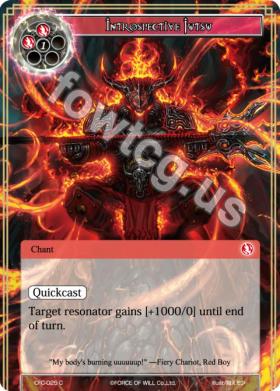 Introspective Jutsu
1
fowtcg.us
Chant
Quickcast
Target resonator gains [+1000/0] until end
of turn.
"My body's burning uuuuup!" —Fiery Chariot, Red Boy
CFC-025 C ©FORCE OF WILL Co.,Ltd.